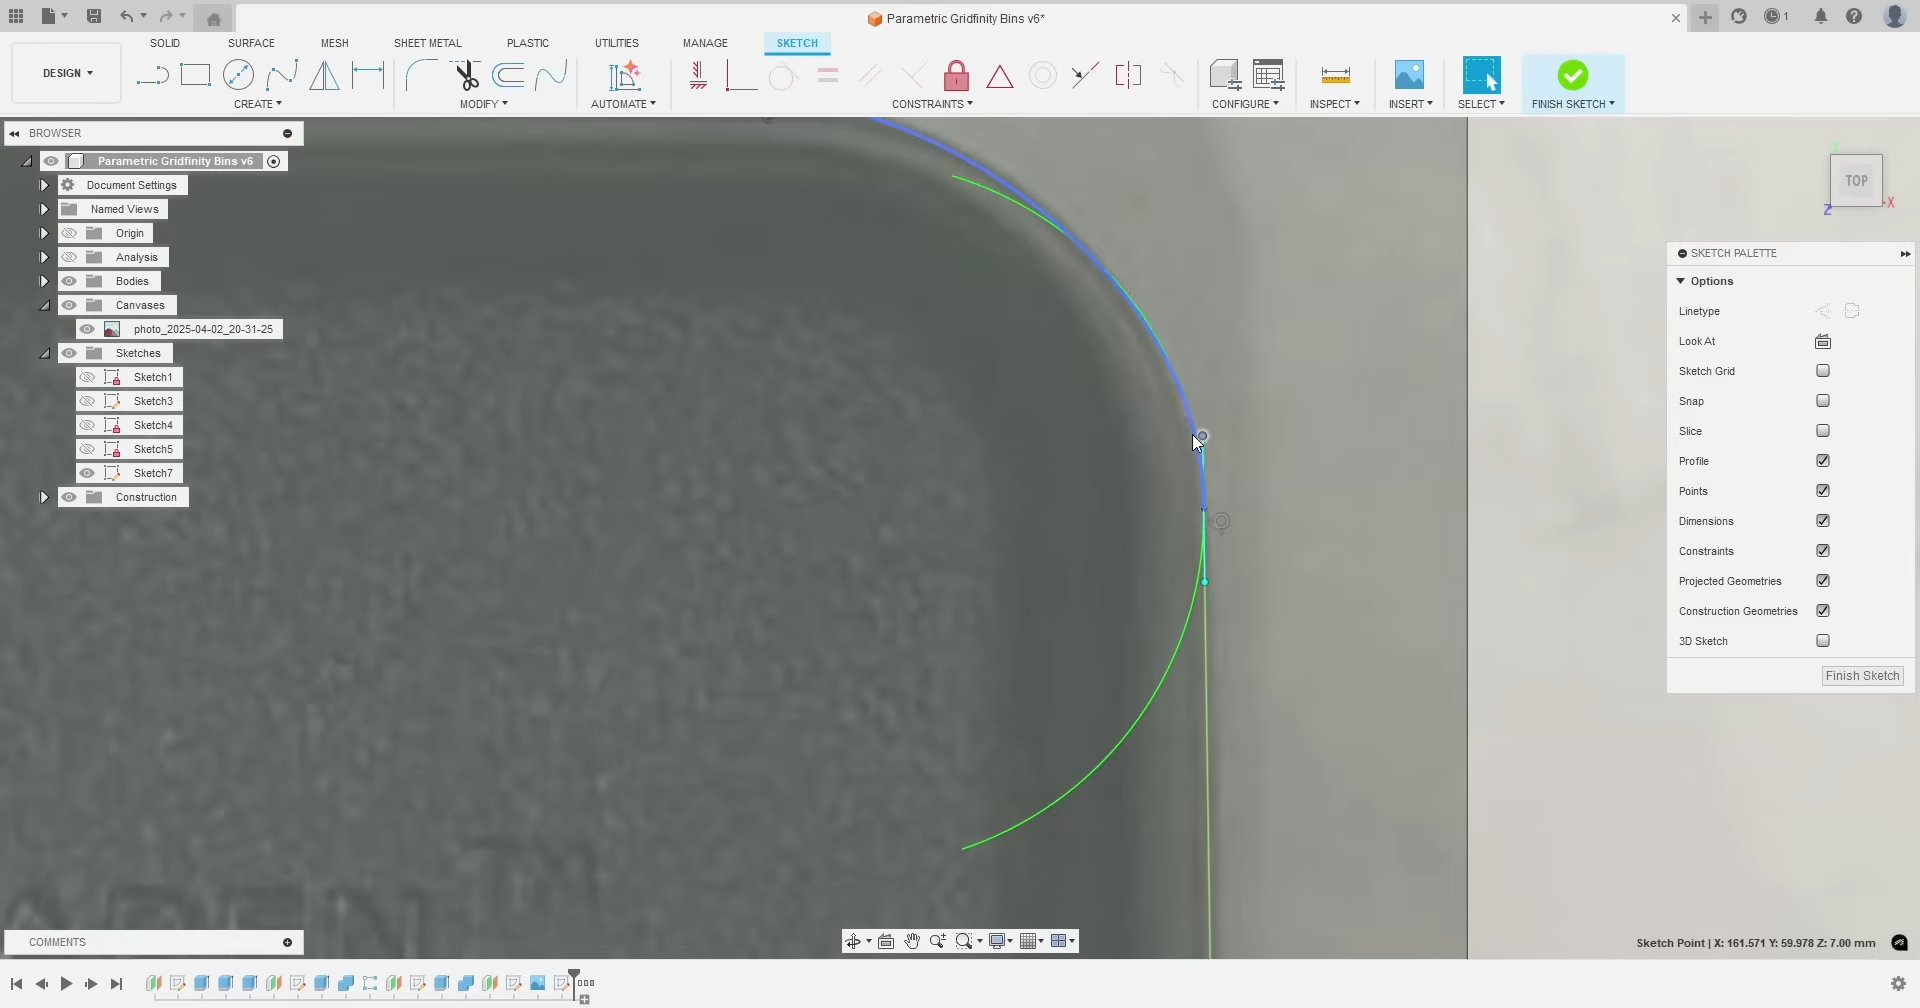 Parametric Gridfinity Bins v6*
1
DESIGN
SOLID SURFACE MESH SHEET METAL PLASTIC UTILITIES MANAGE SKETCH
CREATE MODIFY AUTOMATE CONSTRAINTS CONFIGURE INSPECT INSERT SELECT FINISH SKETCH
BROWSER
Parametric Gridfinity Bins v6
Document Settings
Named Views
Origin
Analysis
Bodies
Canvases
photo_2025-04-02_20-31-25
Sketches
Sketch1
Sketch3
Sketch4
Sketch5
Sketch7
Construction
TOP
Z
X
SKETCH PALETTE
Options
Linetype
Look At
Sketch Grid
Snap
Slice
Profile
Points
Dimensions
Constraints
Projected Geometries
Construction Geometries
3D Sketch
Finish Sketch
COMMENTS
Sketch Point | X: 161.571 Y: 59.978 Z: 7.00 mm